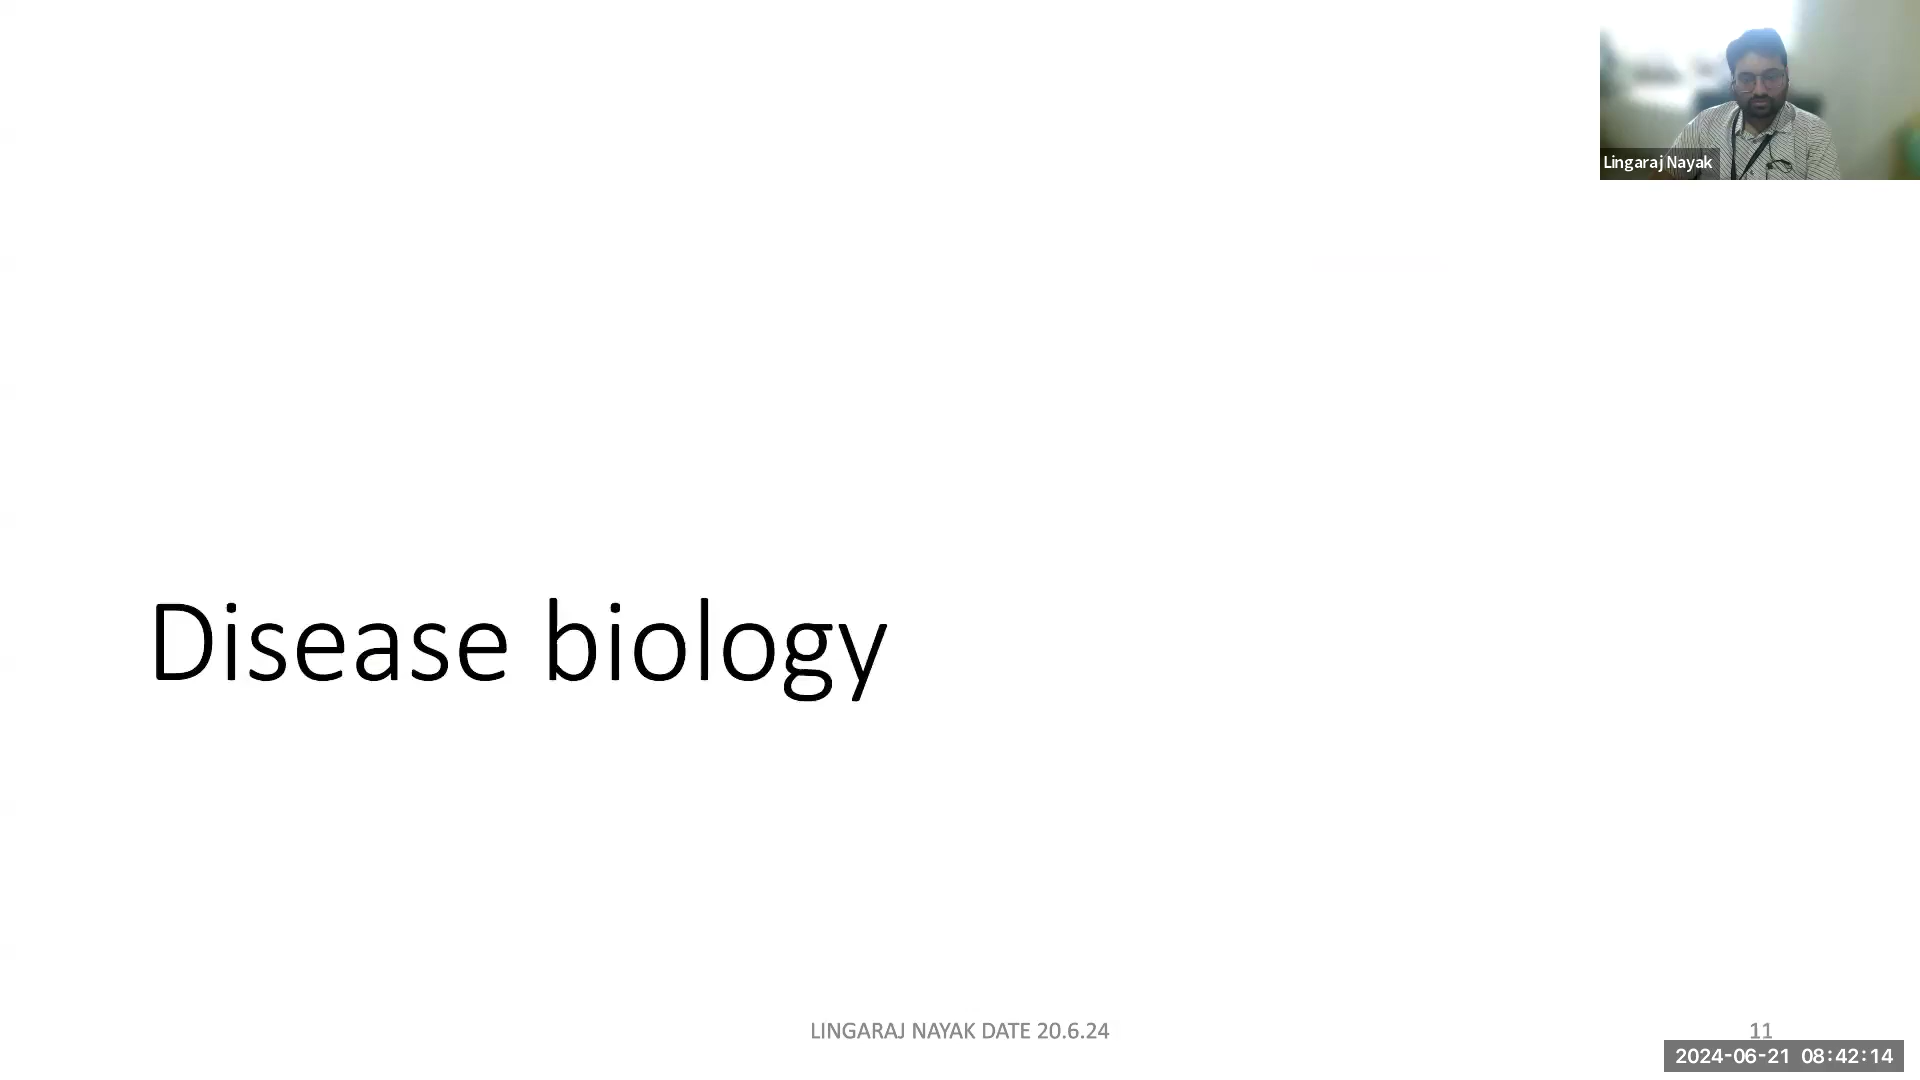 Lingaraj Nayak
Disease biology
LINGARAJ NAYAK DATE 20.6.24
11
2024-06-21 08:42:14